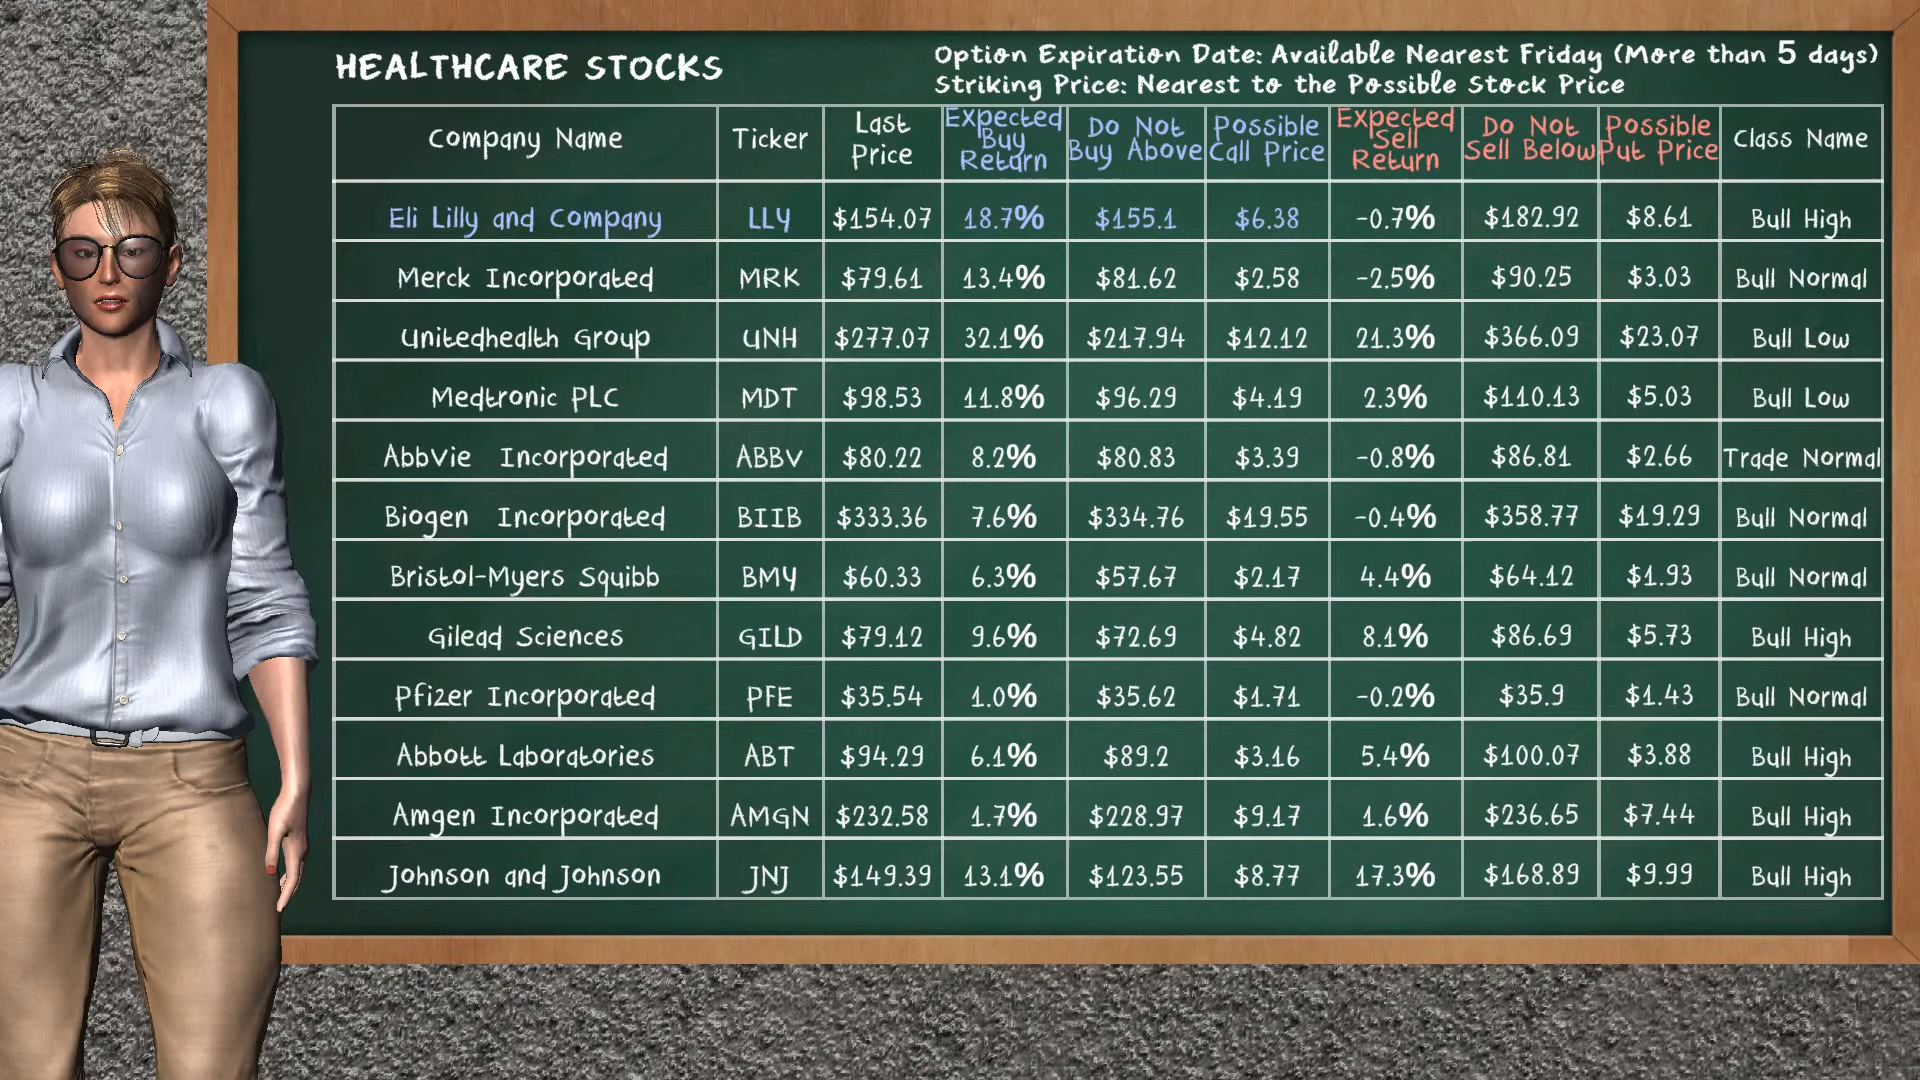 HEALTHCARE STOCKS
Option Expiration Date: Available Nearest Friday (More than 5 days)
Striking Price: Nearest to the Possible Stock Price
Company Name Ticker Last Price Expected Buy Return Do Not Buy Above Possible Call Price Expected Sell Return Do Not Sell Below Possible Put Price Class Name
Eli Lilly and Company LLY $154.07 18.7% $155.1 $6.38 -0.7% $182.92 $8.61 Bull High
Merck Incorporated MRK $79.61 13.4% $81.62 $2.58 -2.5% $90.25 $3.03 Bull Normal
Unitedhealth Group UNH $277.07 32.1% $217.94 $12.12 21.3% $366.09 $23.07 Bull Low
Medtronic PLC MDT $98.53 11.8% $96.29 $4.19 2.3% $110.13 $5.03 Bull Low
AbbVie Incorporated ABBV $80.22 8.2% $80.83 $3.39 -0.8% $86.81 $2.66 Trade Normal
Biogen Incorporated BIIB $333.36 7.6% $334.76 $19.55 -0.4% $358.77 $19.29 Bull Normal
Bristol-Myers Squibb BMY $60.33 6.3% $57.67 $2.17 4.4% $64.12 $1.93 Bull Normal
Gilead Sciences GILD $79.12 9.6% $72.69 $4.82 8.1% $86.69 $5.73 Bull High
Pfizer Incorporated PFE $35.54 1.0% $35.62 $1.71 -0.2% $35.9 $1.43 Bull Normal
Abbott Laboratories ABT $94.29 6.1% $89.2 $3.16 5.4% $100.07 $3.88 Bull High
Amgen Incorporated AMGN $232.58 1.7% $228.97 $9.17 1.6% $236.65 $7.44 Bull High
Johnson and Johnson JNJ $149.39 13.1% $123.55 $8.77 17.3% $168.89 $9.99 Bull High